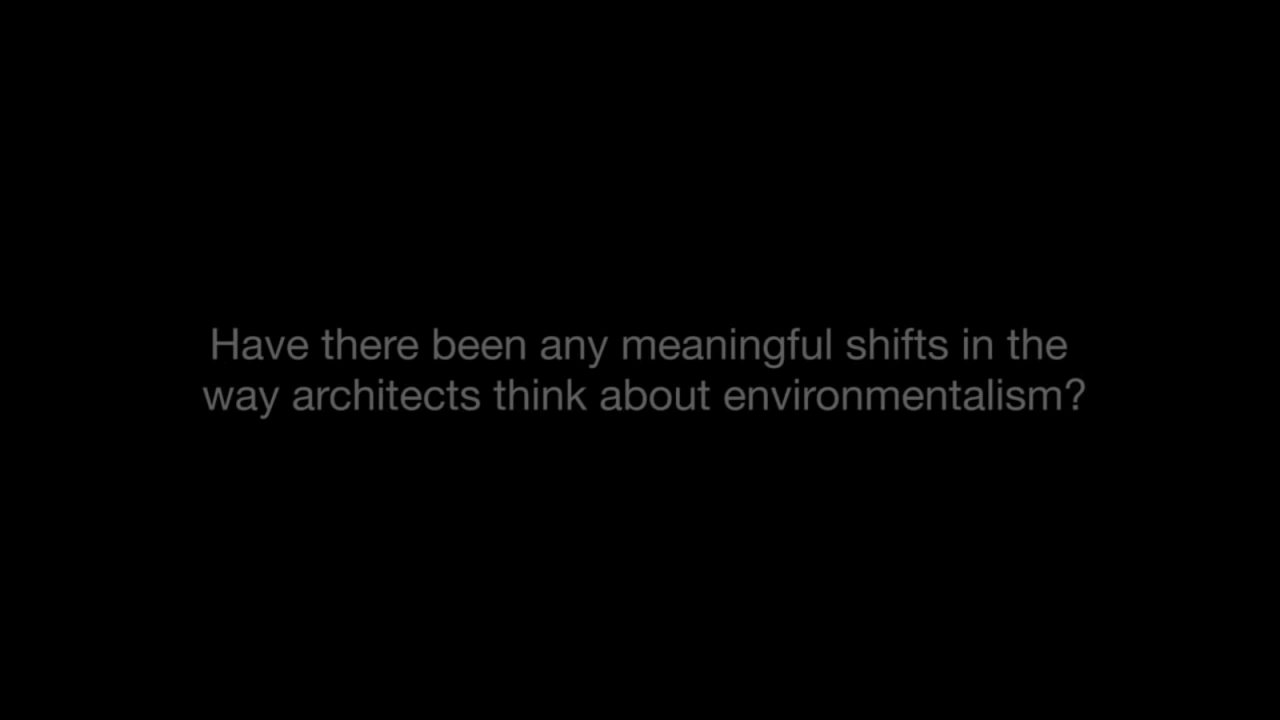 Have there been any meaningful shifts in the
way architects think about environmentalism?